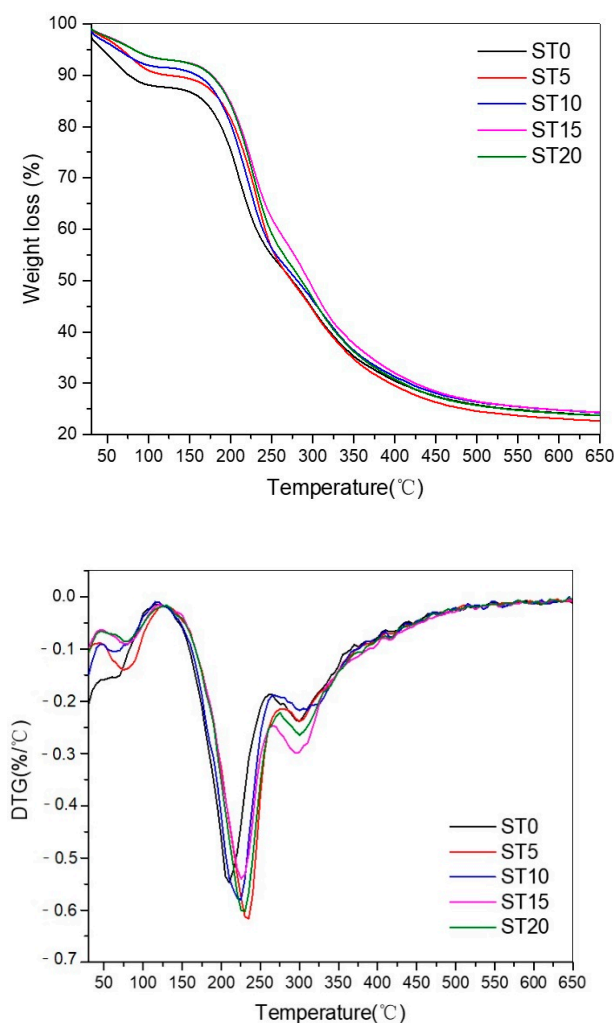 100
90
80
70
60
50
40
30
20
Weight loss (%)
ST0
ST5
ST10
ST15
ST20
50 100 150 200 250 300 350 400 450 500 550 600 650
Temperature(℃)
0.0
-0.1
-0.2
-0.3
-0.4
-0.5
-0.6
-0.7
DTG(%/℃)
ST0
ST5
ST10
ST15
ST20
50 100 150 200 250 300 350 400 450 500 550 600 650
Temperature(℃)